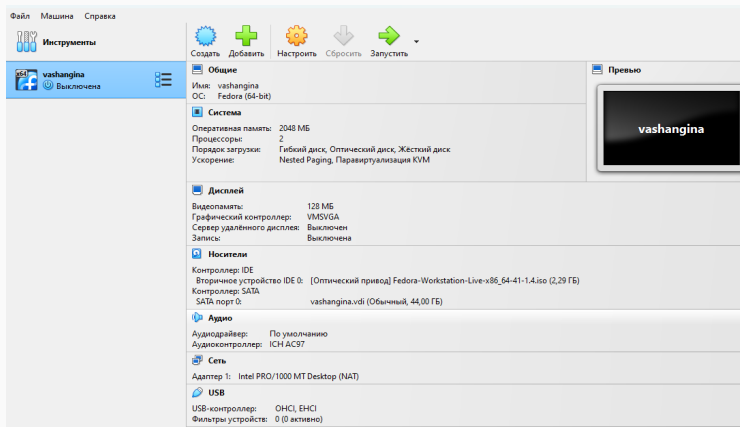 Файл Машина Справка
Инструменты
Создать Добавить Настроить Сбросить Запустить
x64
vashangina
Выключена
Общие
Имя: vashangina
ОС: Fedora (64-bit)
Превью
vashangina
Система
Оперативная память: 2048 МБ
Процессоры: 2
Порядок загрузки: Гибкий диск, Оптический диск, Жёсткий диск
Ускорение: Nested Paging, Паравиртуализация KVM
Дисплей
Видеопамять: 128 МБ
Графический контроллер: VMSVGA
Сервер удалённого дисплея: Выключен
Запись: Выключена
Носители
Контроллер: IDE
Вторичное устройство IDE 0: [Оптический привод] Fedora-Workstation-Live-x86_64-41-1.4.iso (2,29 ГБ)
Контроллер: SATA
SATA порт 0: vashangina.vdi (Обычный, 44,00 ГБ)
Аудио
Аудиодрайвер: По умолчанию
Аудиоконтроллер: ICH AC97
Сеть
Адаптер 1: Intel PRO/1000 MT Desktop (NAT)
USB
USB-контроллер: OHCI, EHCI
Фильтры устройств: 0 (0 активно)